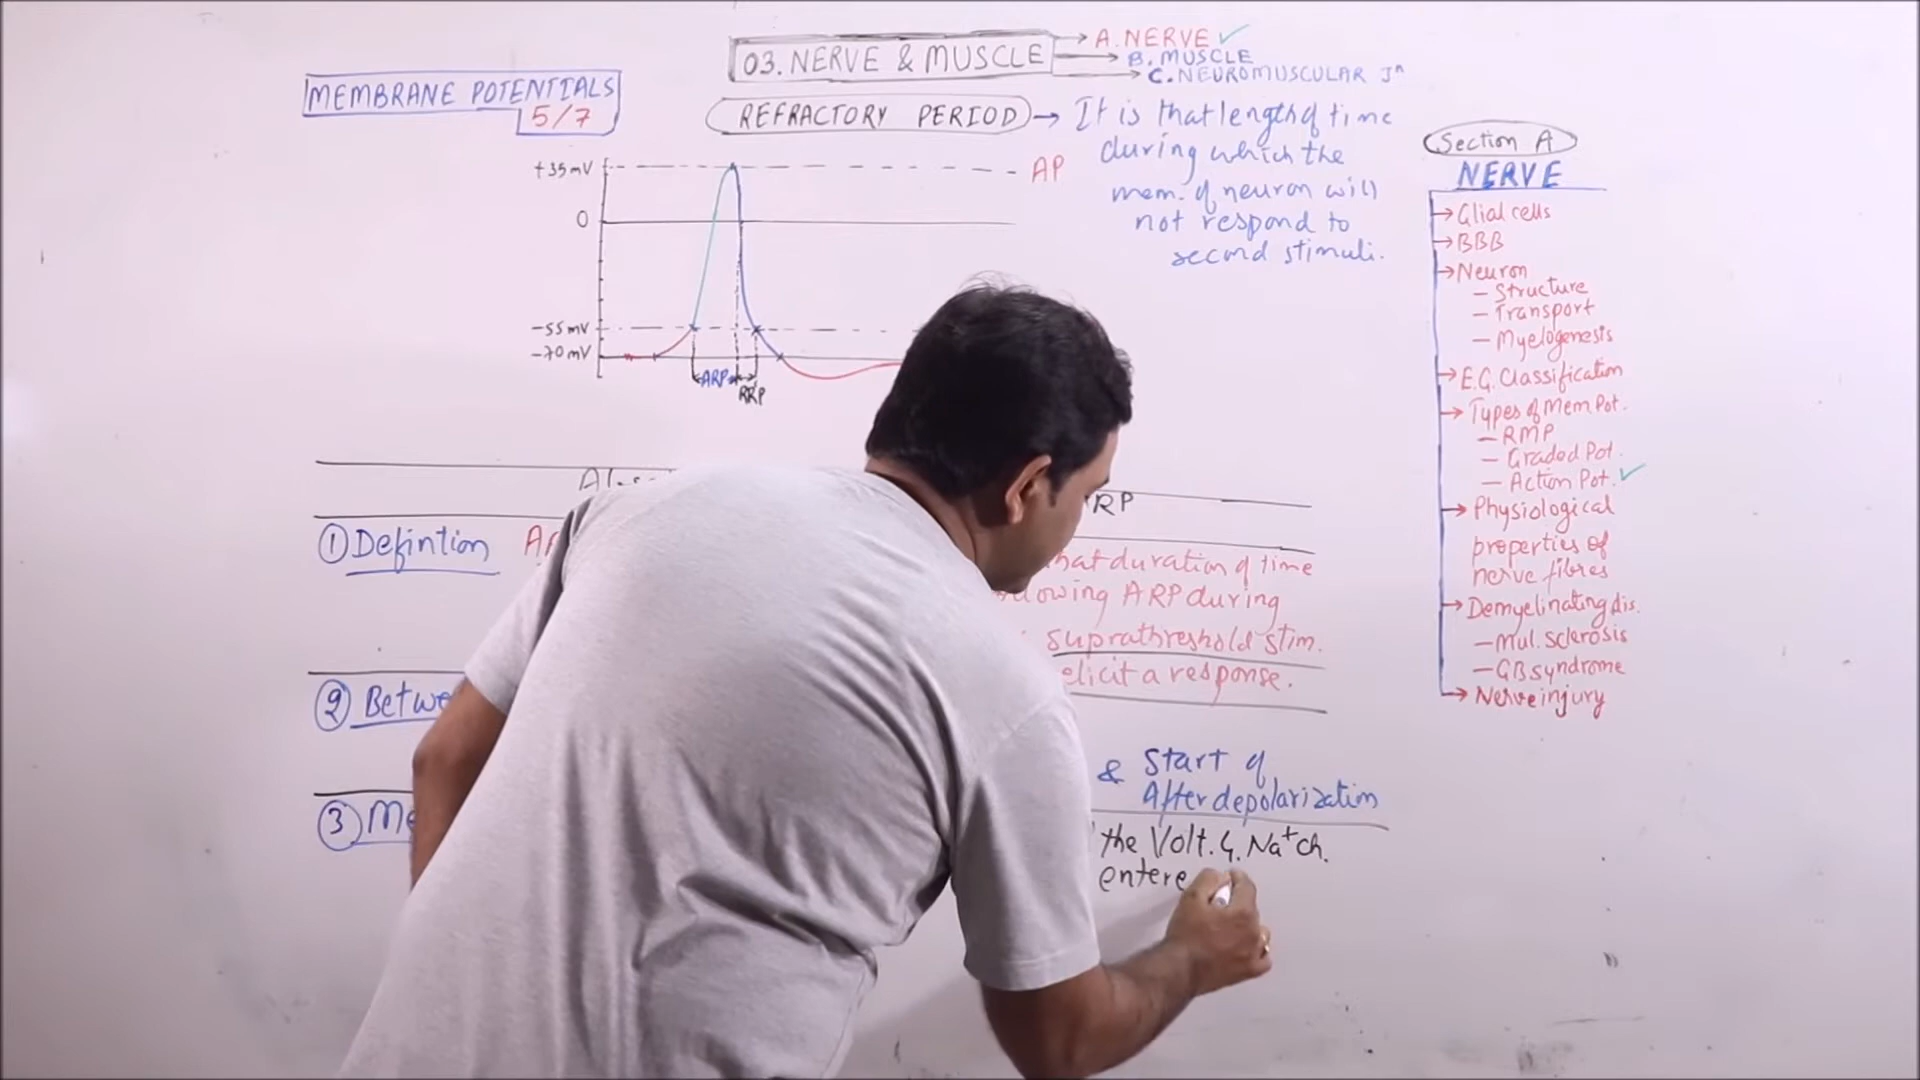 03. NERVE & MUSCLE
A. NERVE
B. MUSCLE
C. NEUROMUSCULAR Jn
MEMBRANE POTENTIALS
5/7
REFRACTORY PERIOD
It is that length of time
during which the
mem. of neuron will
not respond to
second stimuli.
+35mV
AP
0
-55mV
-70mV
ARP
RRP
RP
① Defintion
hat duration of time
lowing ARP during
suprathreshold stim.
elicit a response.
② Betwe
& Start of
After depolarization
③ Me
the Volt. G. Na+ ch.
entere
Section A
NERVE
Glial cells
BBB
Neuron
- Structure
- Transport
- Myelogenesis
E.G. Classification
Types of Mem Pot.
- RMP
- Graded Pot.
- Action Pot.
Physiological
properties of
nerve fibres
Demyelinating dis.
- Mul. Sclerosis
- GB syndrome
Nerve injury